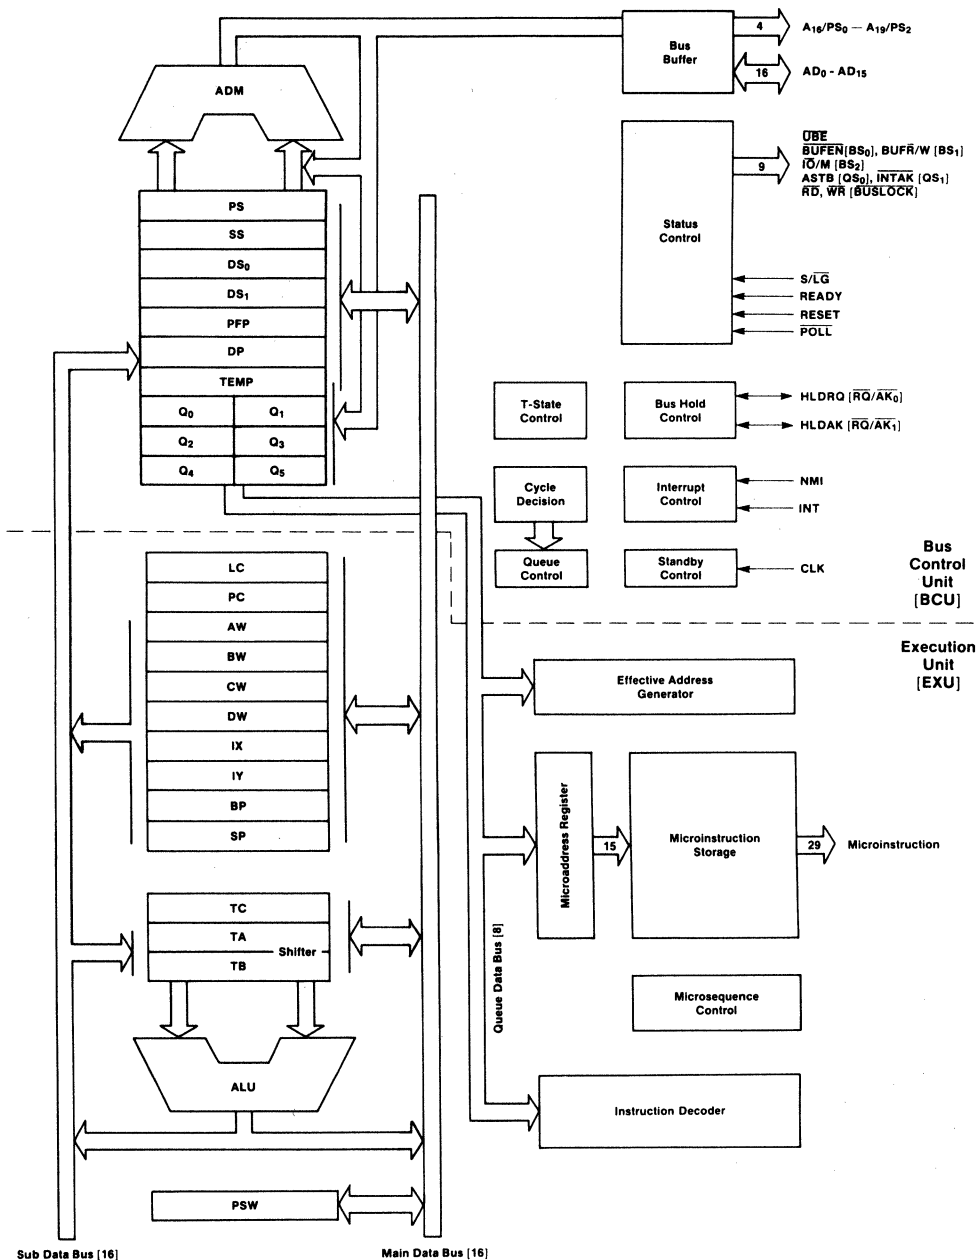 4
A16/PS0 — A19/PS2
Bus
Buffer
16
AD0 - AD15
ADM
UBE
BUFEN[BS0], BUFR/W [BS1]
IO/M [BS2]
ASTB [QS0], INTAK [QS1]
RD, WR [BUSLOCK]
9
Status
Control
S/LG
READY
RESET
POLL
PS
SS
DS0
DS1
PFP
DP
TEMP
Q0 Q1
Q2 Q3
Q4 Q5
T-State
Control
Bus Hold
Control
HLDRQ [RQ/AK0]
HLDAK [RQ/AK1]
Cycle
Decision
Interrupt
Control
NMI
INT
Queue
Control
Standby
Control
CLK
Bus
Control
Unit
[BCU]
Execution
Unit
[EXU]
LC
PC
AW
BW
CW
DW
IX
IY
BP
SP
Effective Address
Generator
Microaddress Register
15
Microinstruction
Storage
29
Microinstruction
TC
TA
Shifter
TB
Queue Data Bus [8]
Microsequence
Control
ALU
Instruction Decoder
PSW
Sub Data Bus [16]
Main Data Bus [16]